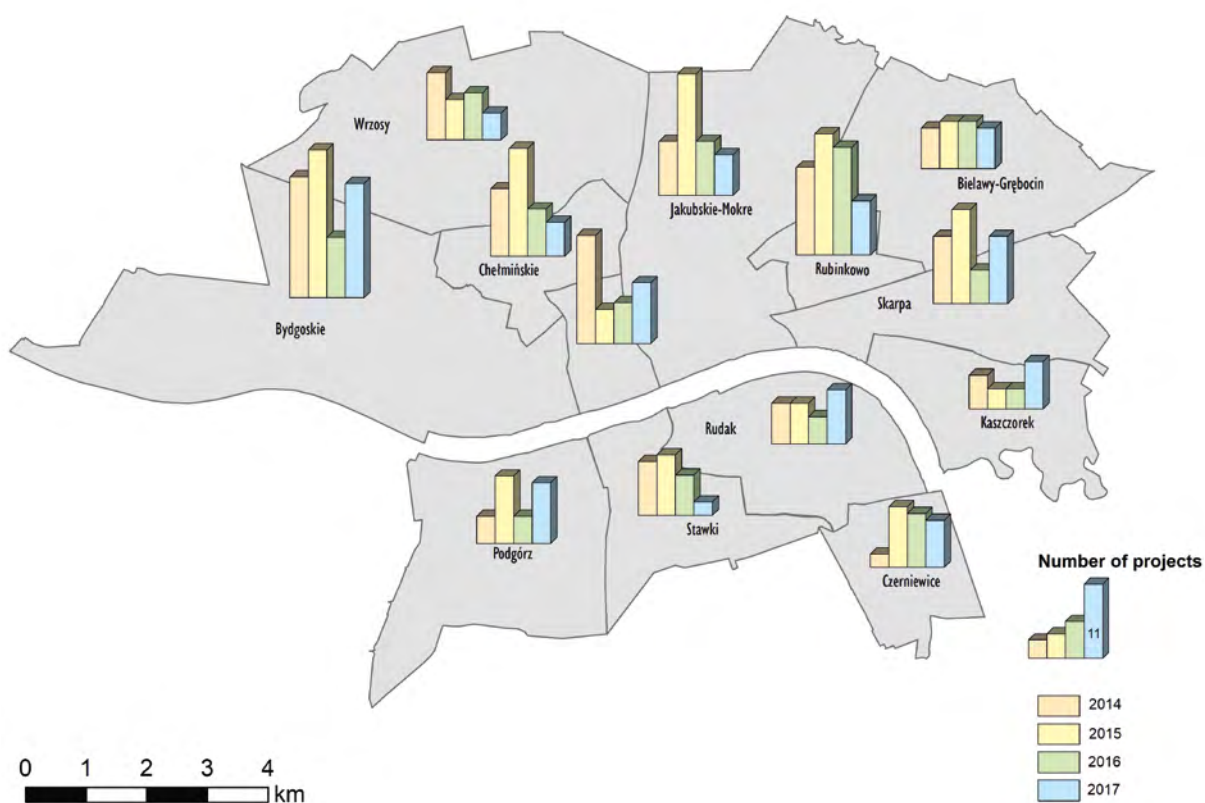 Wrzosy
Bielawy-Grębocin
Jakubskie-Mokre
Chełmińskie
Rubinkowo
Skarpa
Bydgoskie
Kaszczorek
Rudak
Stawki
Podgórz
Czerniewice
Number of projects
11
2014
2015
2016
2017
0 1 2 3 4
km